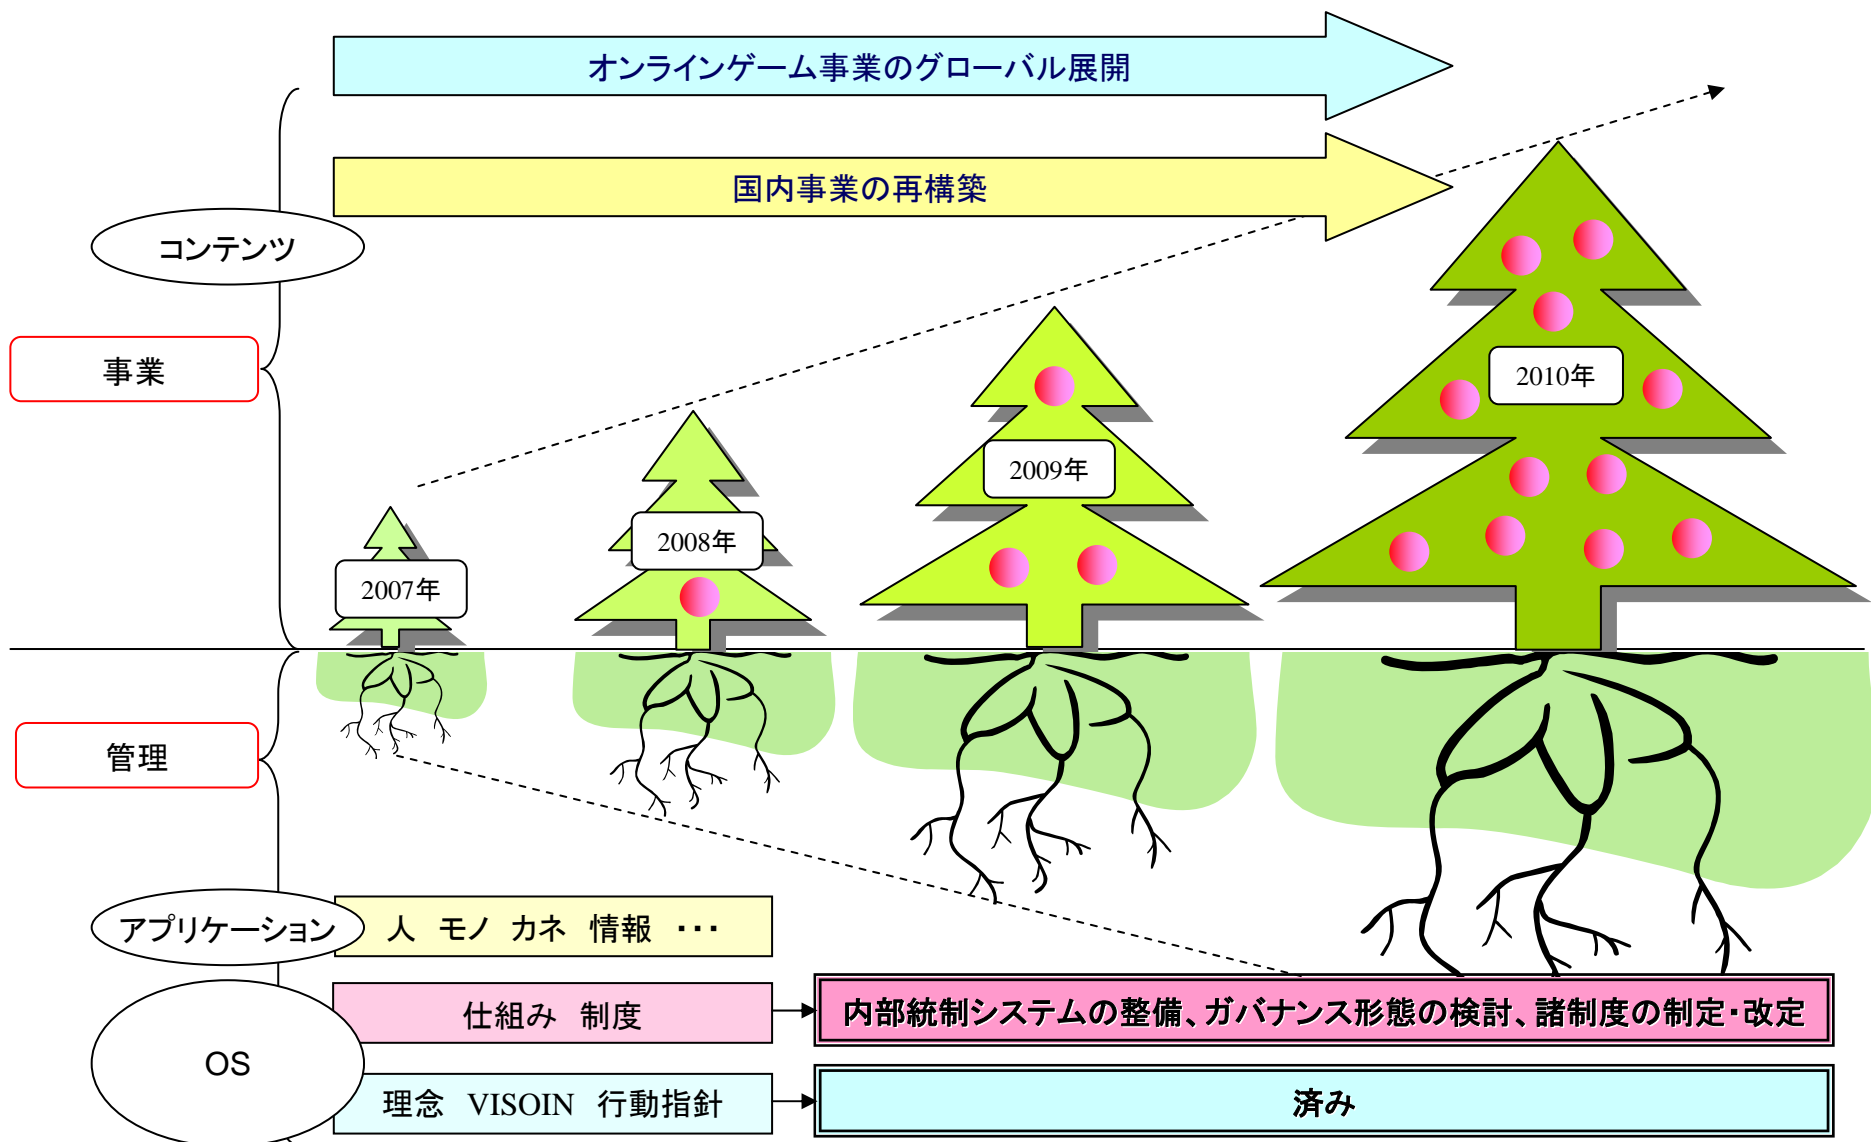 オンラインゲーム事業のグローバル展開
国内事業の再構築
コンテンツ
事業
2007年
2008年
2009年
2010年
管理
アプリケーション
人 モノ カネ 情報 ・・・
OS
仕組み 制度
内部統制システムの整備、ガバナンス形態の検討、諸制度の制定・改定
理念 VISOIN 行動指針
済み